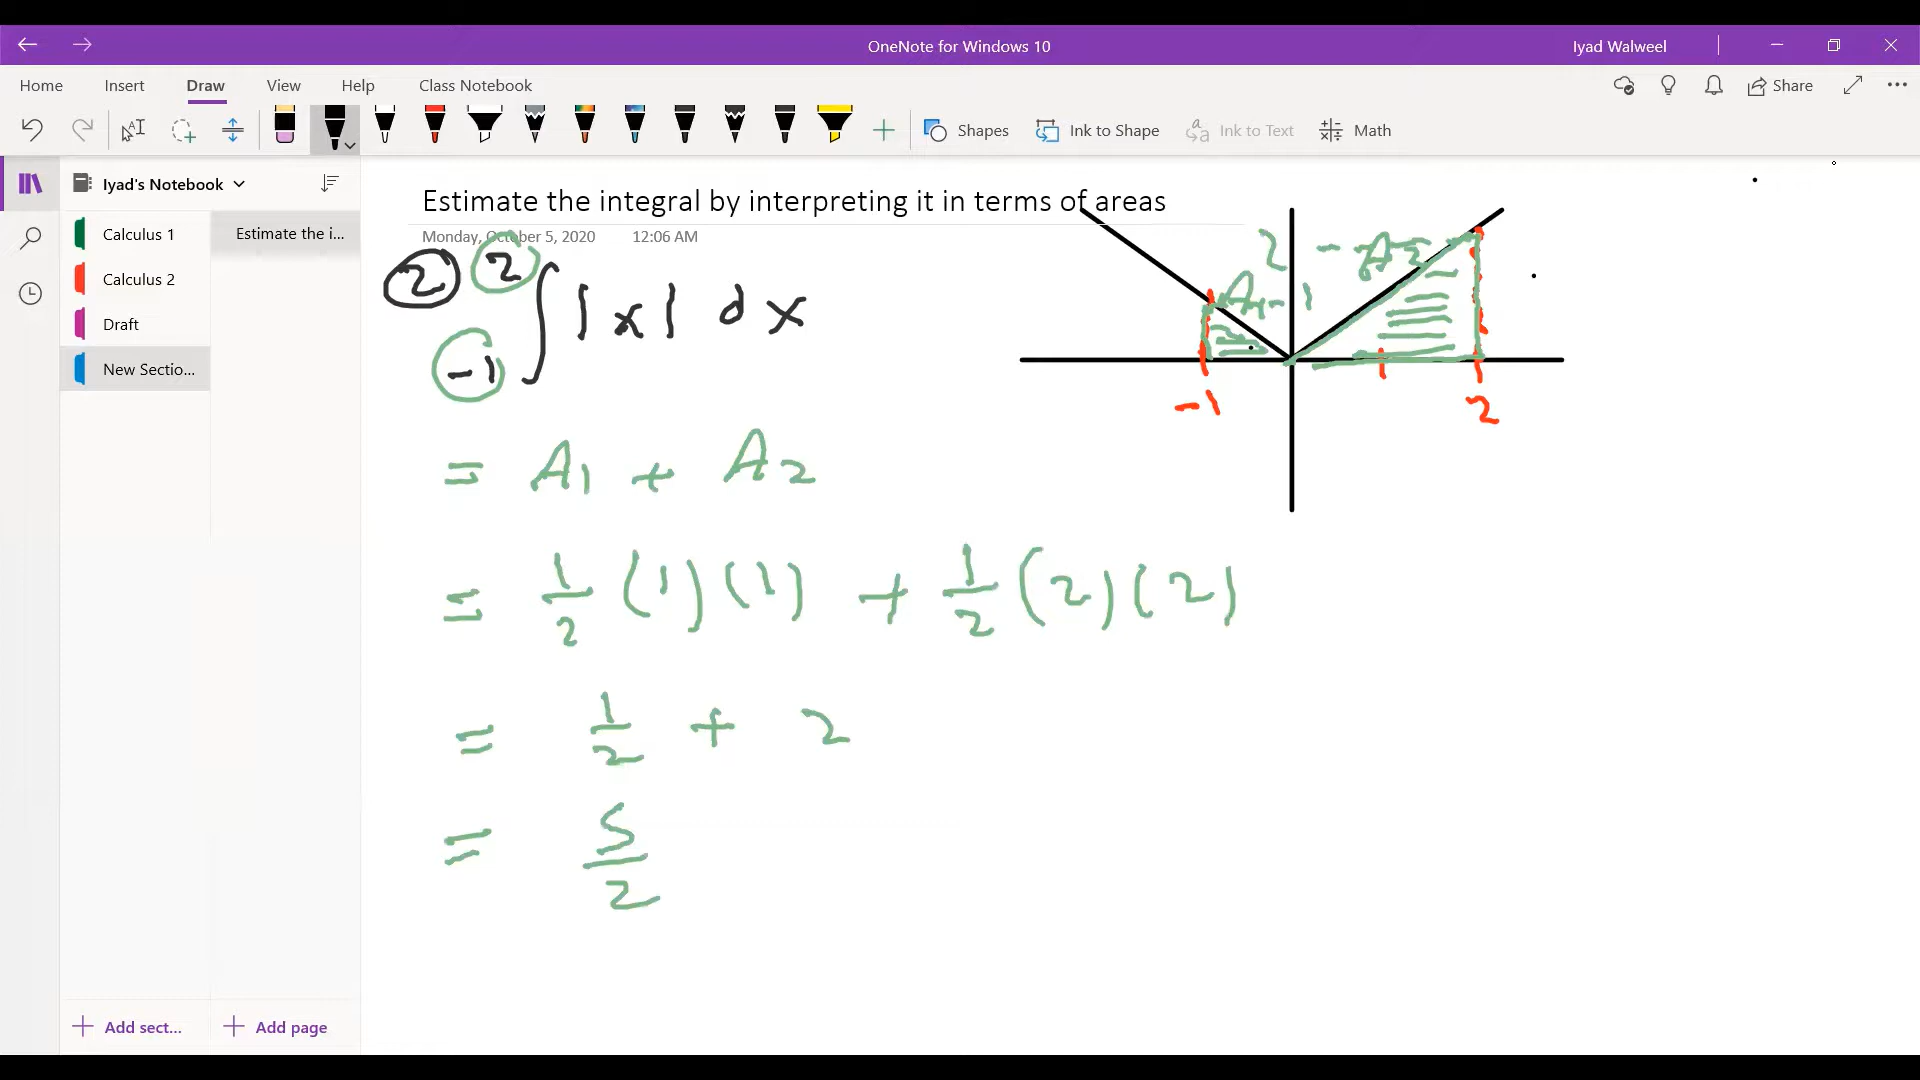 OneNote for Windows 10
Iyad Walweel
Home Insert Draw View Help Class Notebook
Share
Shapes Ink to Shape Ink to Text Math
Iyad's Notebook
Calculus 1
Calculus 2
Draft
New Sectio...
Estimate the i...
Estimate the integral by interpreting it in terms of areas
Monday, October 5, 2020 12:06 AM
2 ∫ 2 -1 |x| dx
= A1 + A2
= 1/2 (1)(1) + 1/2 (2)(2)
= 1/2 + 2
= 5/2
2 - A2
A1 - 1
-1 1 2
Add sect...
Add page